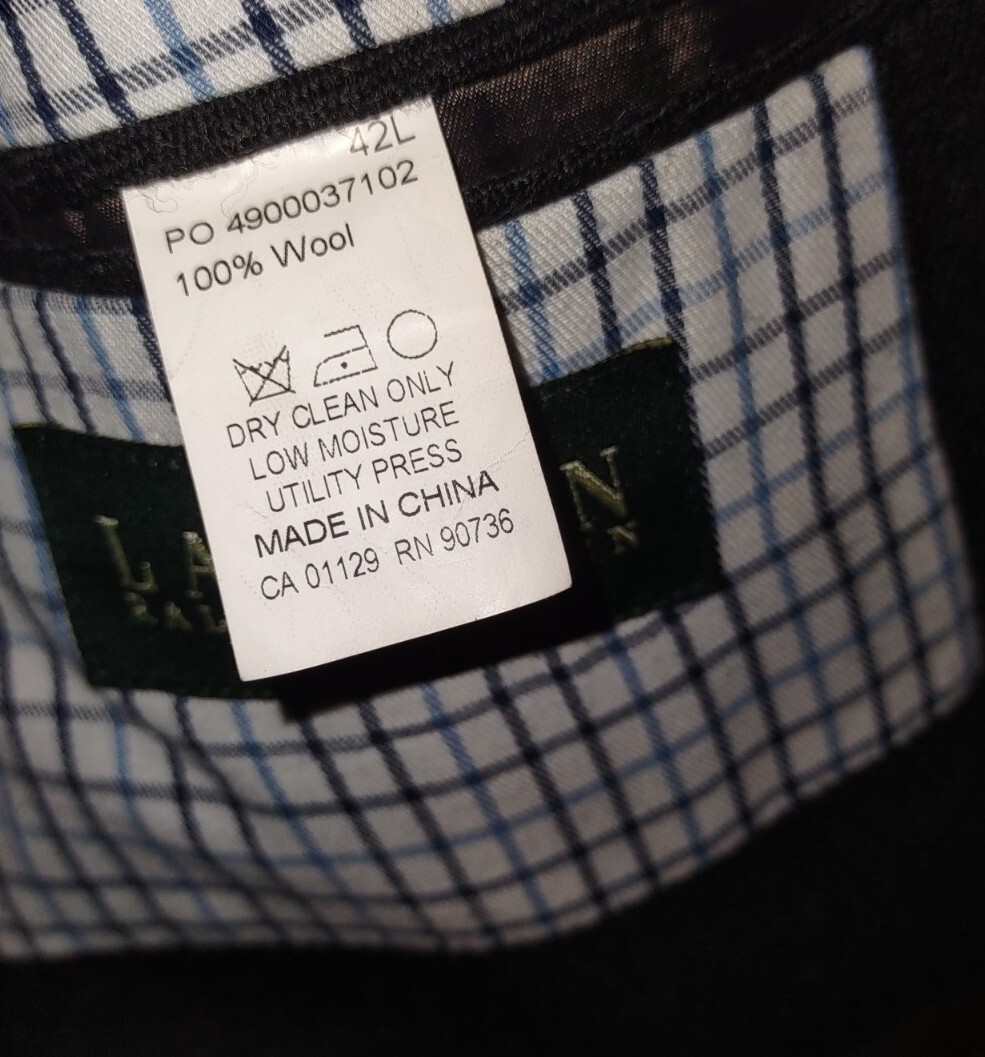 42L
PO 4900037102
100% Wool
DRY CLEAN ONLY
LOW MOISTURE
UTILITY PRESS
MADE IN CHINA
CA 01129 RN 90736